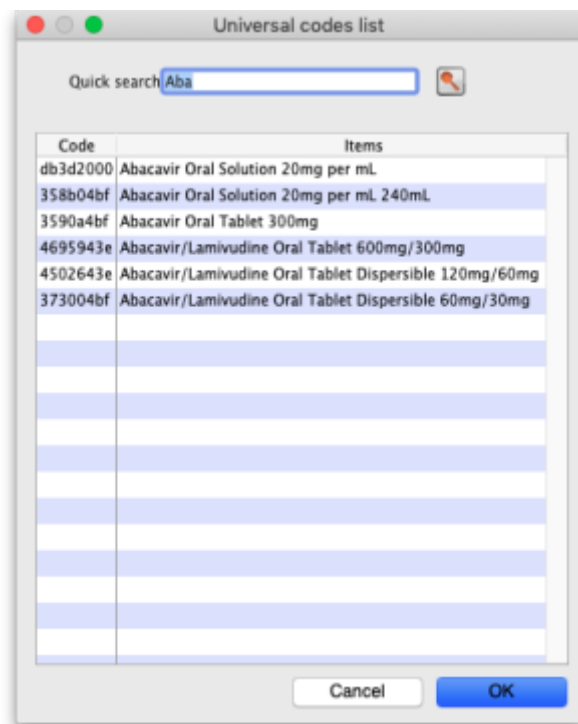 Universal codes list
Quick search Aba
Code Items
db3d2000 Abacavir Oral Solution 20mg per mL
358b04bf Abacavir Oral Solution 20mg per mL 240mL
3590a4bf Abacavir Oral Tablet 300mg
4695943e Abacavir/Lamivudine Oral Tablet 600mg/300mg
4502643e Abacavir/Lamivudine Oral Tablet Dispersible 120mg/60mg
373004bf Abacavir/Lamivudine Oral Tablet Dispersible 60mg/30mg
Cancel OK